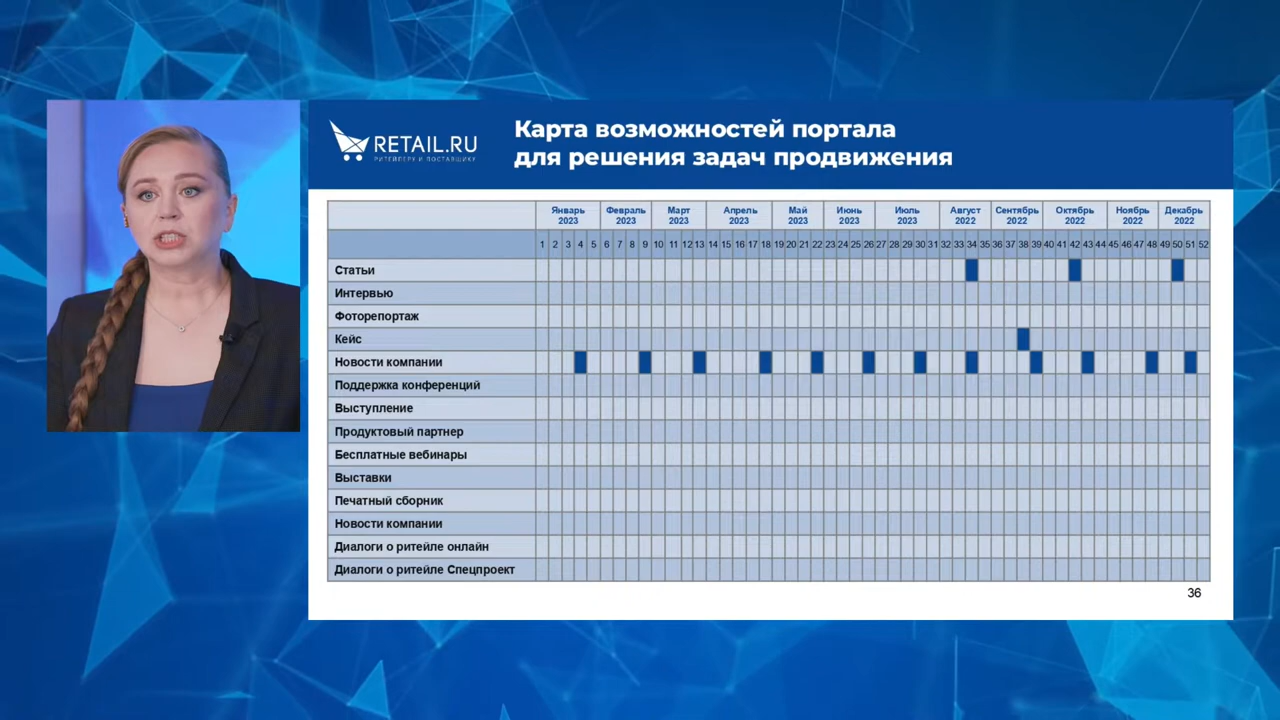 RETAIL.RU
РИТЕЙЛЕРУ И ПОСТАВЩИКУ
Карта возможностей портала
для решения задач продвижения
Январь 2023 Февраль 2023 Март 2023 Апрель 2023 Май 2023 Июнь 2023 Июль 2023 Август 2022 Сентябрь 2022 Октябрь 2022 Ноябрь 2022 Декабрь 2022
1 2 3 4 5 6 7 8 9 10 11 12 13 14 15 16 17 18 19 20 21 22 23 24 25 26 27 28 29 30 31 32 33 34 35 36 37 38 39 40 41 42 43 44 45 46 47 48 49 50 51 52
Статьи
Интервью
Фоторепортаж
Кейс
Новости компании
Поддержка конференций
Выступление
Продуктовый партнер
Бесплатные вебинары
Выставки
Печатный сборник
Новости компании
Диалоги о ритейле онлайн
Диалоги о ритейле Спецпроект
36